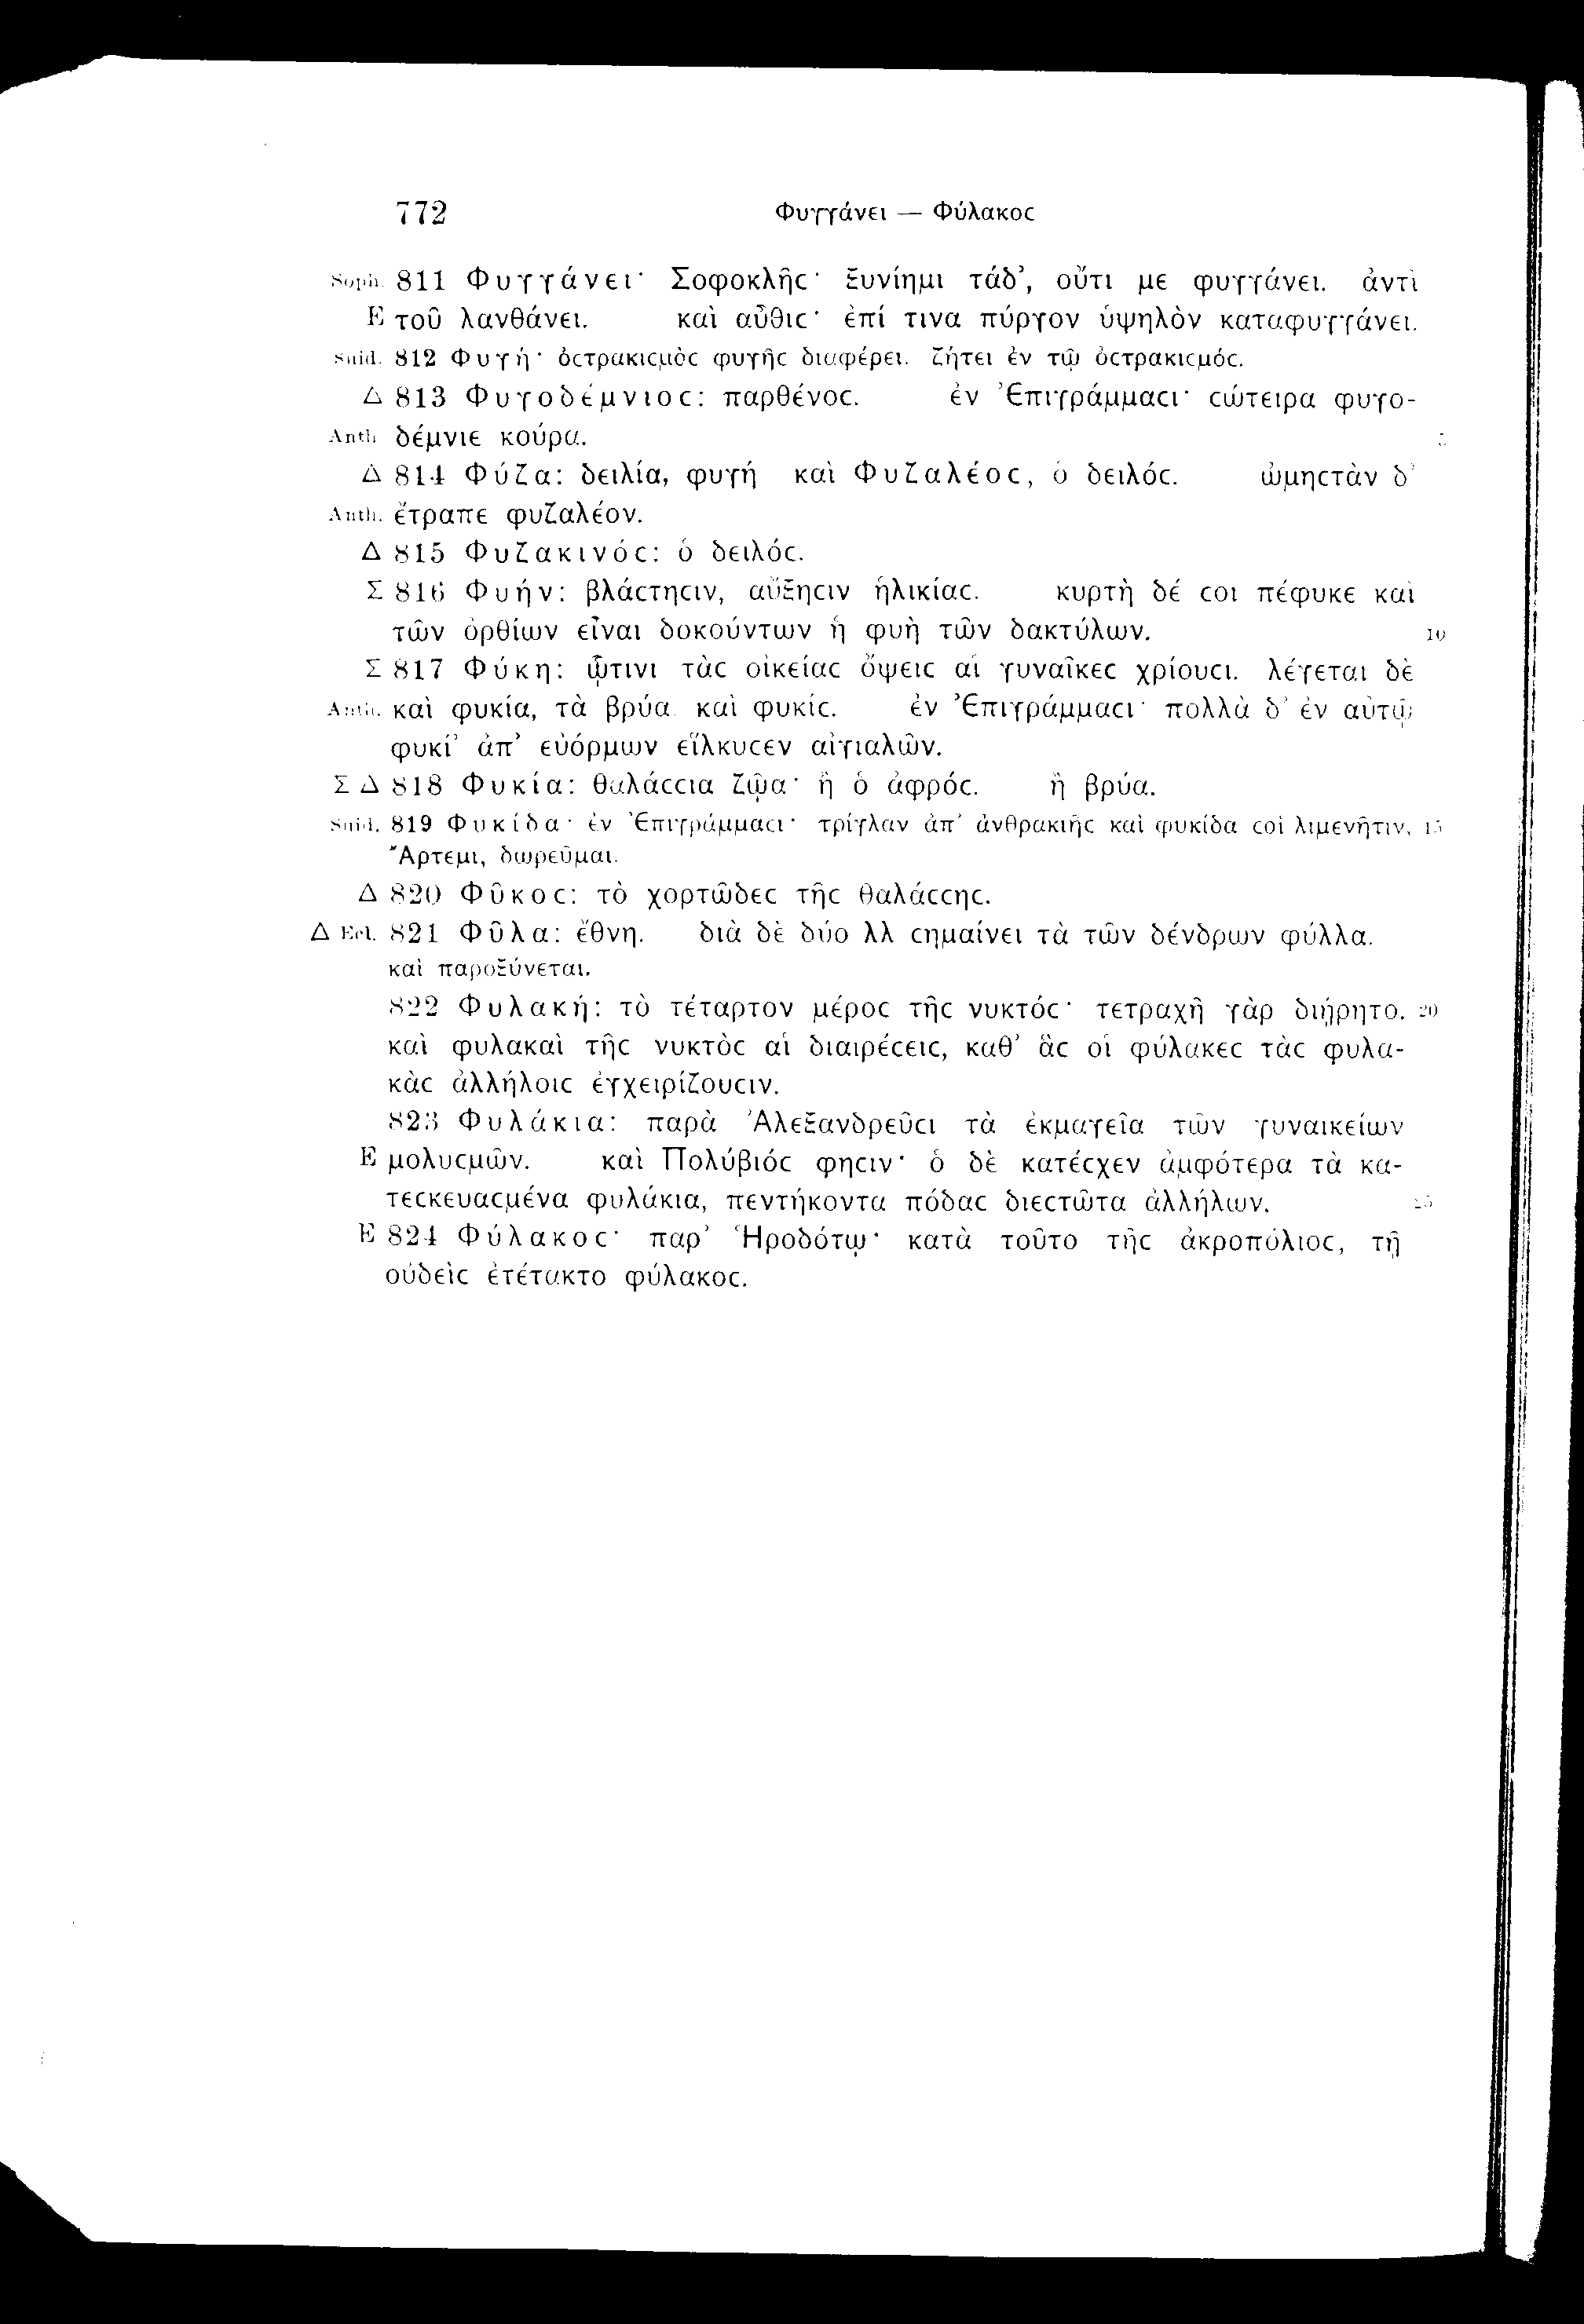 772 Φυγγάνει — Φύλακοϲ
Soph. 811 Φυγγάνει· Σοφοκλῆϲ· ξυνίημι τάδ’, οὔτι με φυγγάνει. ἀντὶ
E τοῦ λανθάνει. καὶ αὖθιϲ· ἐπί τινα πύργον ὑψηλὸν καταφυγγάνει.
Suid. 812 Φυγή· ὀϲτρακιϲμὸϲ φυγῆϲ διαφέρει. ζήτει ἐν τῷ ὀϲτρακιϲμόϲ.
Δ 813 Φυγοδέμνιοϲ: παρθένοϲ. ἐν Ἐπιγράμμαϲι· ϲώτειρα φυγο-
Anth. δέμνιε κούρα. 5
Δ 814 Φύζα: δειλία, φυγή καὶ Φυζαλέοϲ, ὁ δειλόϲ. ὠμηϲτὰν δ’
Anth. ἔτραπε φυζαλέον.
Δ 815 Φυζακινόϲ: ὁ δειλόϲ.
Σ 816 Φυήν: βλάϲτηϲιν, αὔξηϲιν ἡλικίαϲ. κυρτὴ δέ ϲοι πέφυκε καὶ
τῶν ὀρθίων εἶναι δοκούντων ἡ φυὴ τῶν δακτύλων. 10
Σ 817 Φύκη: ᾧτινι τὰϲ οἰκείαϲ ὄψειϲ αἱ γυναῖκεϲ χρίουϲι. λέγεται δὲ
Anth. καὶ φυκία, τὰ βρύα καὶ φυκίϲ. ἐν Ἐπιγράμμαϲι· πολλὰ δ’ ἐν αὐτῷ
φυκί’ ἀπ’ εὐόρμων εἵλκυϲεν αἰγιαλῶν.
Σ Δ 818 Φυκία: θαλάϲϲια ζῷα· ἢ ὁ ἀφρόϲ. ἢ βρύα.
Suid. 819 Φυκίδα· ἐν Ἐπιγράμμαϲι· τρίγλαν ἀπ’ ἀνθρακιῆϲ καὶ φυκίδα ϲοὶ λιμενῆτιν, 15
Ἄρτεμι, δωρεῦμαι.
Δ 820 Φῦκοϲ: τὸ χορτῶδεϲ τῆϲ θαλάϲϲηϲ.
Δ Ecl. 821 Φῦλα: ἔθνη. διὰ δὲ δύο λλ ϲημαίνει τὰ τῶν δένδρων φύλλα.
καὶ παροξύνεται.
822 Φυλακή: τὸ τέταρτον μέροϲ τῆϲ νυκτόϲ· τετραχῆ γὰρ διῄρητο. 20
καὶ φυλακαὶ τῆϲ νυκτὸϲ αἱ διαιρέϲειϲ, καθ’ ἃϲ οἱ φύλακεϲ τὰϲ φυλα-
κὰϲ ἀλλήλοιϲ ἐγχειρίζουϲιν.
823 Φυλάκια: παρὰ Ἀλεξανδρεῦϲι τὰ ἐκμαγεῖα τῶν γυναικείων
E μολυϲμῶν. καὶ Πολύβιόϲ φηϲιν· ὁ δὲ κατέϲχεν ἀμφότερα τὰ κα-
τεϲκευαϲμένα φυλάκια, πεντήκοντα πόδαϲ διεϲτῶτα ἀλλήλων. 25
E 824 Φύλακοϲ· παρ’ Ἡροδότῳ· κατὰ τοῦτο τῆϲ ἀκροπόλιοϲ, τῇ
οὐδεὶϲ ἐτέτακτο φύλακοϲ.